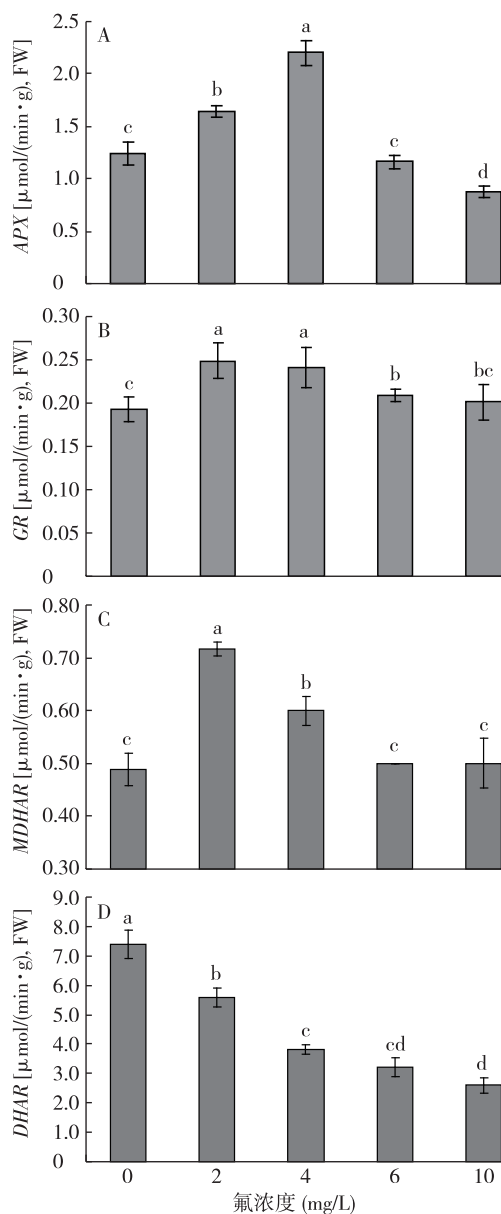 A
APX [μmol/(min·g), FW]
2.5
2.0
1.5
1.0
0.5
0
c
b
a
c
d
B
GR [μmol/(min·g), FW]
0.30
0.25
0.20
0.15
0.10
0.05
0
c
a
a
b
bc
C
MDHAR [μmol/(min·g), FW]
0.80
0.70
0.60
0.50
0.40
0.30
c
a
b
c
c
D
DHAR [μmol/(min·g), FW]
9.0
8.0
7.0
6.0
5.0
4.0
3.0
2.0
1.0
0
a
b
c
cd
d
0 2 4 6 10
氟浓度 (mg/L)